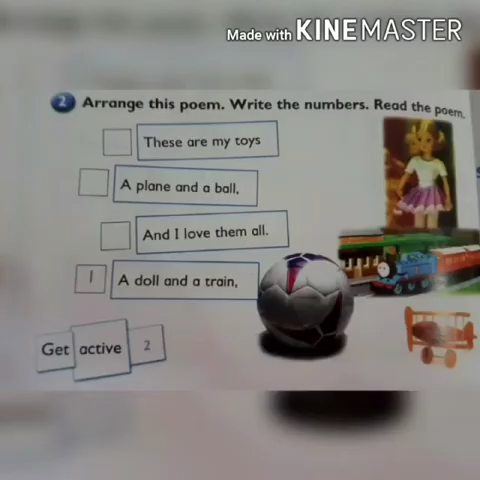 Made with KINEMASTER
2 Arrange this poem. Write the numbers. Read the poem.
These are my toys
A plane and a ball,
And I love them all.
1 A doll and a train,
Get active 2